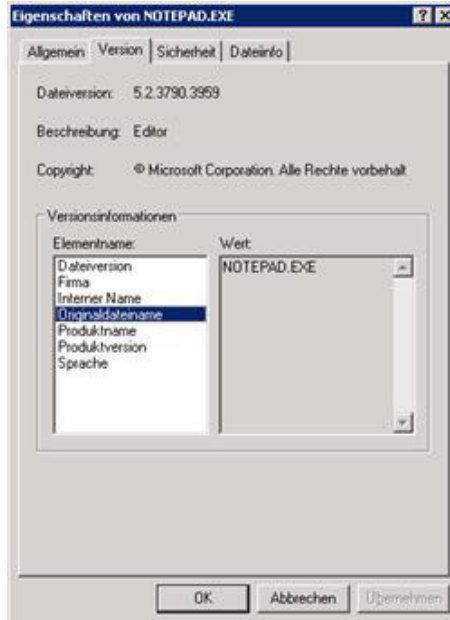 Eigenschaften von NOTEPAD.EXE
Allgemein Version Sicherheit Dateiinfo
Dateiversion: 5.2.3790.3959
Beschreibung: Editor
Copyright: © Microsoft Corporation. Alle Rechte vorbehalt
Versionsinformationen
Elementname: Wert:
Dateiversion NOTEPAD.EXE
Firma
Interner Name
Originaldateiname
Produktname
Produktversion
Sprache
OK Abbrechen Übernehmen